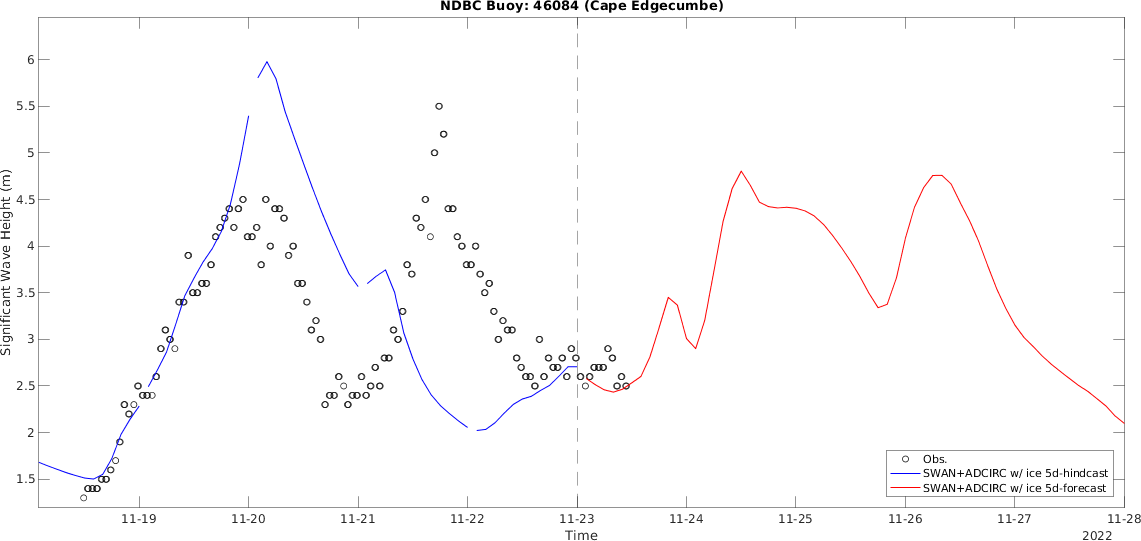 NDBC Buoy: 46084 (Cape Edgecumbe)
Significant Wave Height (m)
6
5.5
5
4.5
4
3.5
3
2.5
2
1.5
Obs.
SWAN+ADCIRC w/ ice 5d-hindcast
SWAN+ADCIRC w/ ice 5d-forecast
11-19 11-20 11-21 11-22 11-23 11-24 11-25 11-26 11-27 11-28
Time
2022